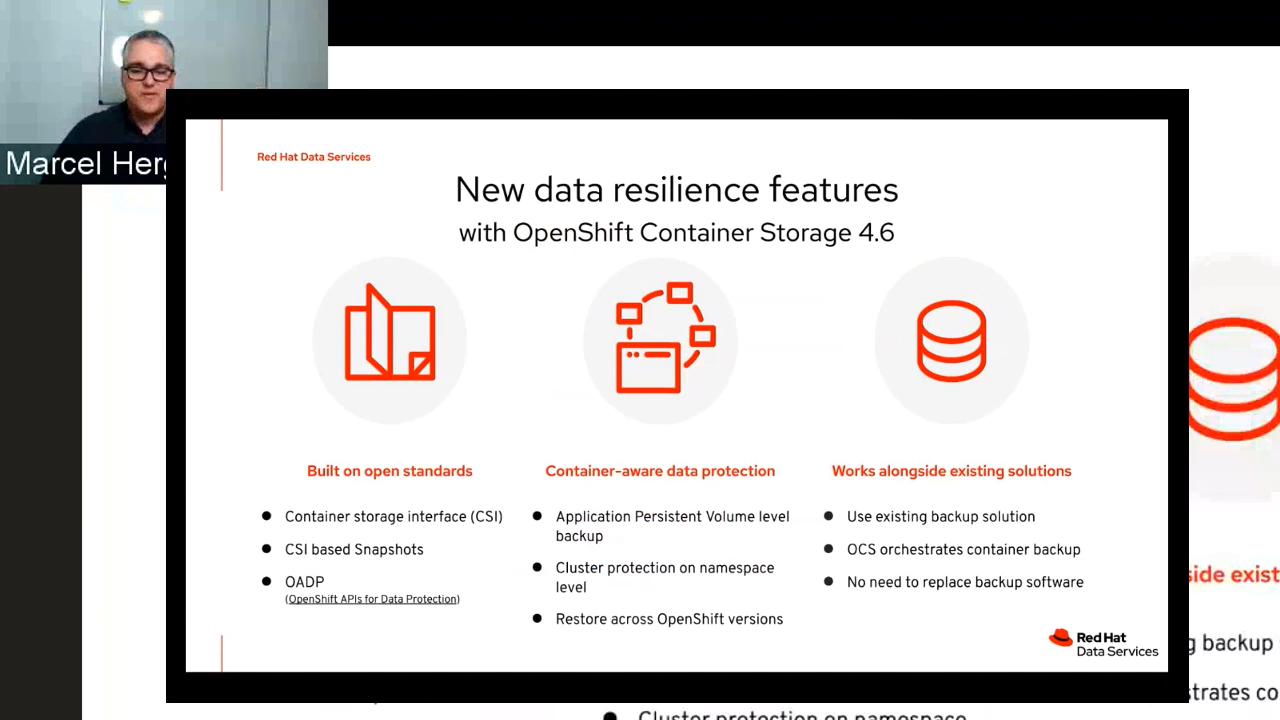 Marcel Her
Red Hat Data Services
New data resilience features
with OpenShift Container Storage 4.6
Built on open standards
Container storage interface (CSI)
CSI based Snapshots
OADP
(OpenShift APIs for Data Protection)
Container-aware data protection
Application Persistent Volume level
backup
Cluster protection on namespace
level
Restore across OpenShift versions
Works alongside existing solutions
Use existing backup solution
OCS orchestrates container backup
No need to replace backup software
Red Hat
Data Services
side exist
g backup
strates co
Cluster protection on namespace